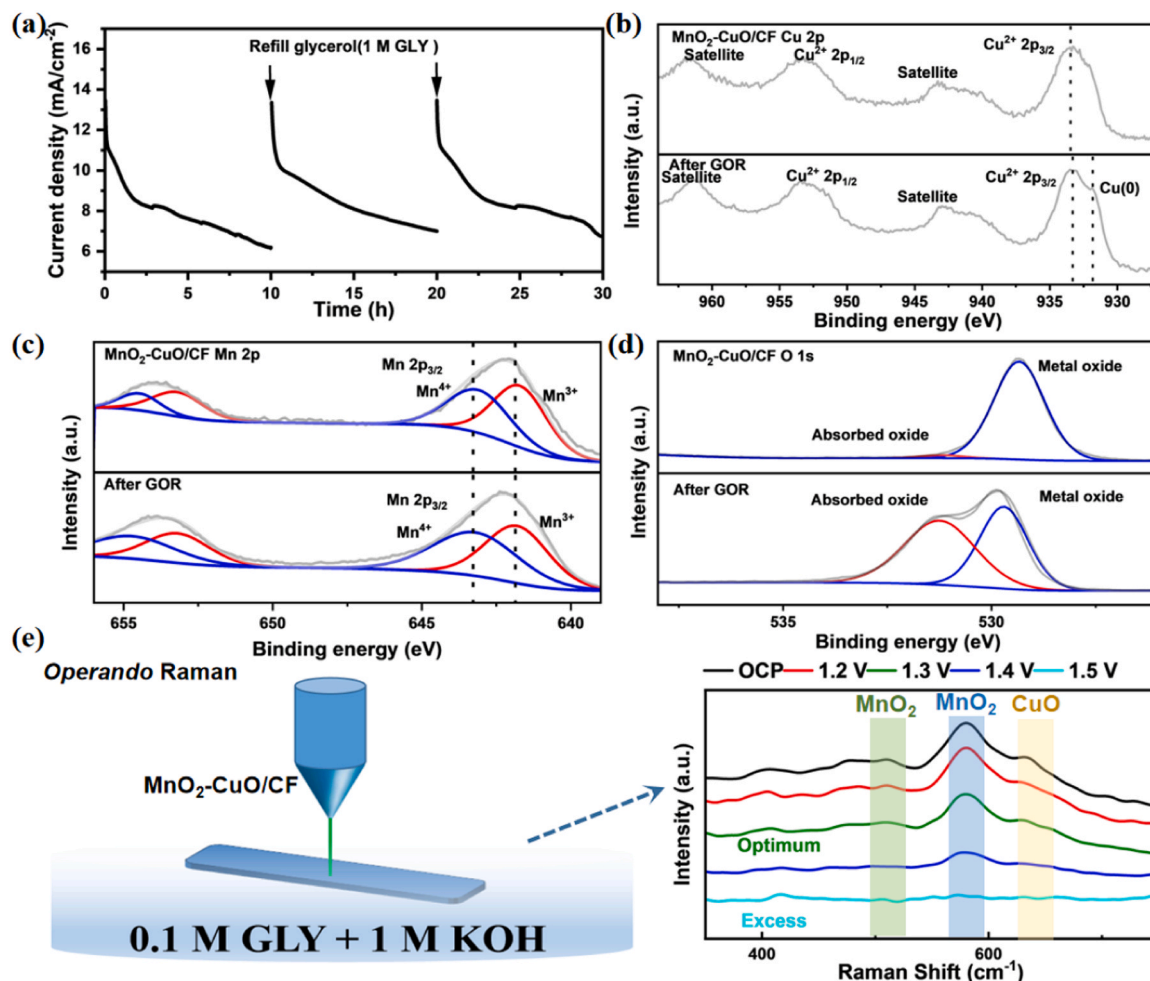 (a)
Refill glycerol(1 M GLY )
Current density (mA/cm⁻²)
16
14
12
10
8
6
0 5 10 15 20 25 30
Time (h)
(b)
MnO₂-CuO/CF Cu 2p
Satellite
Cu²⁺ 2p₁/₂
Satellite
Cu²⁺ 2p₃/₂
After GOR
Satellite
Cu²⁺ 2p₁/₂
Satellite
Cu²⁺ 2p₃/₂
Cu(0)
Intensity (a.u.)
960 955 950 945 940 935 930
Binding energy (eV)
(c)
MnO₂-CuO/CF Mn 2p
Mn 2p₃/₂
Mn⁴⁺
Mn³⁺
After GOR
Mn 2p₃/₂
Mn⁴⁺
Mn³⁺
Intensity (a.u.)
655 650 645 640
Binding energy (eV)
(d)
MnO₂-CuO/CF O 1s
Metal oxide
Absorbed oxide
After GOR
Absorbed oxide
Metal oxide
Intensity (a.u.)
535 530
Binding energy (eV)
(e)
Operando Raman
MnO₂-CuO/CF
0.1 M GLY + 1 M KOH
OCP 1.2 V 1.3 V 1.4 V 1.5 V
MnO₂ MnO₂ CuO
Optimum
Excess
Intensity (a.u.)
400 600
Raman Shift (cm⁻¹)